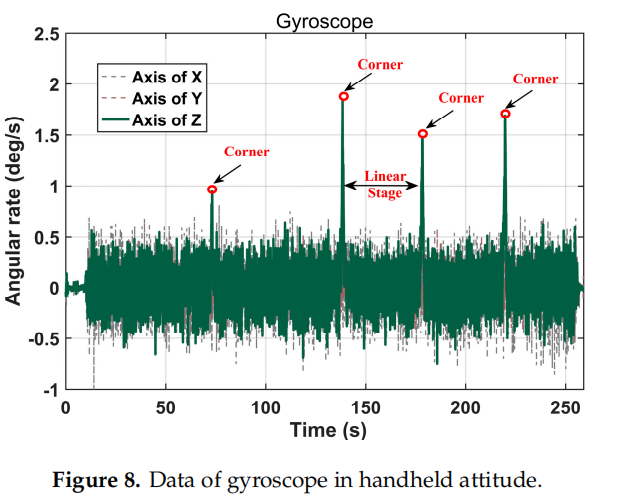 Gyroscope
2.5
2
1.5
1
0.5
0
-0.5
-1
Angular rate (deg/s)
Axis of X
Axis of Y
Axis of Z
Corner
Corner
Corner
Corner
Linear
Stage
0
50
100
150
200
250
Time (s)
Figure 8. Data of gyroscope in handheld attitude.